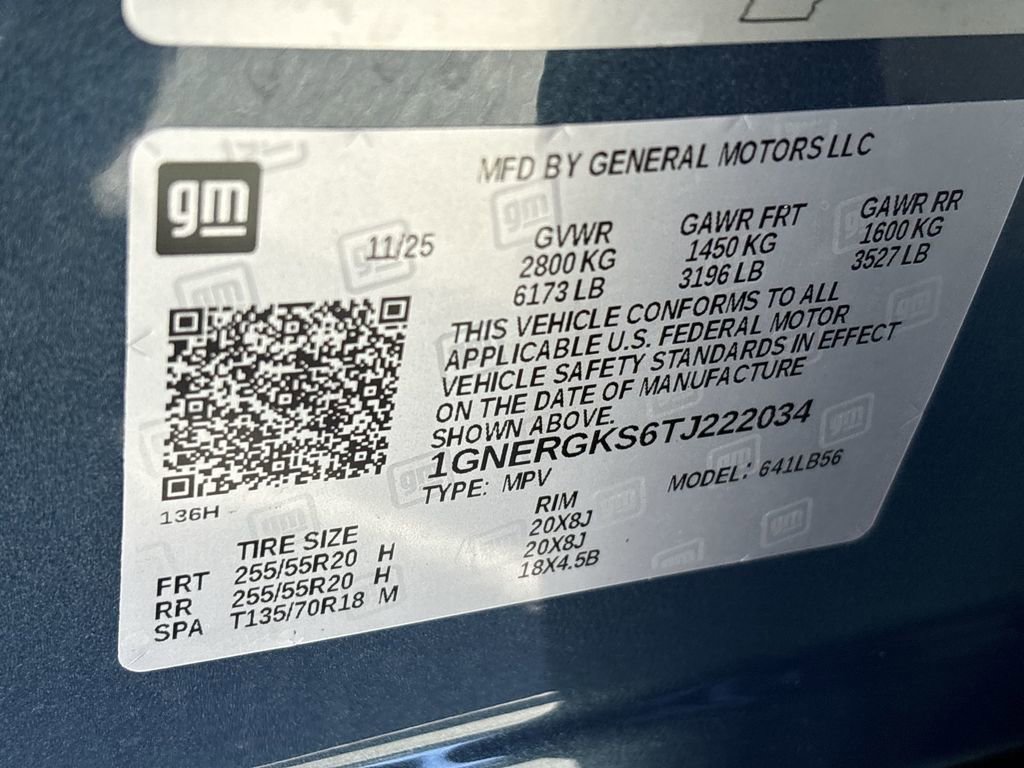 gm
MFD BY GENERAL MOTORS LLC
11/25
GVWR GAWR FRT GAWR RR
2800 KG 1450 KG 1600 KG
6173 LB 3196 LB 3527 LB
THIS VEHICLE CONFORMS TO ALL
APPLICABLE U.S. FEDERAL MOTOR
VEHICLE SAFETY STANDARDS IN EFFECT
ON THE DATE OF MANUFACTURE
SHOWN ABOVE.
1GNERGKS6TJ222034
TYPE: MPV MODEL: 641LB56
136H
TIRE SIZE RIM
FRT 255/55R20 H 20X8J
RR 255/55R20 H 20X8J
SPA T135/70R18 M 18X4.5B